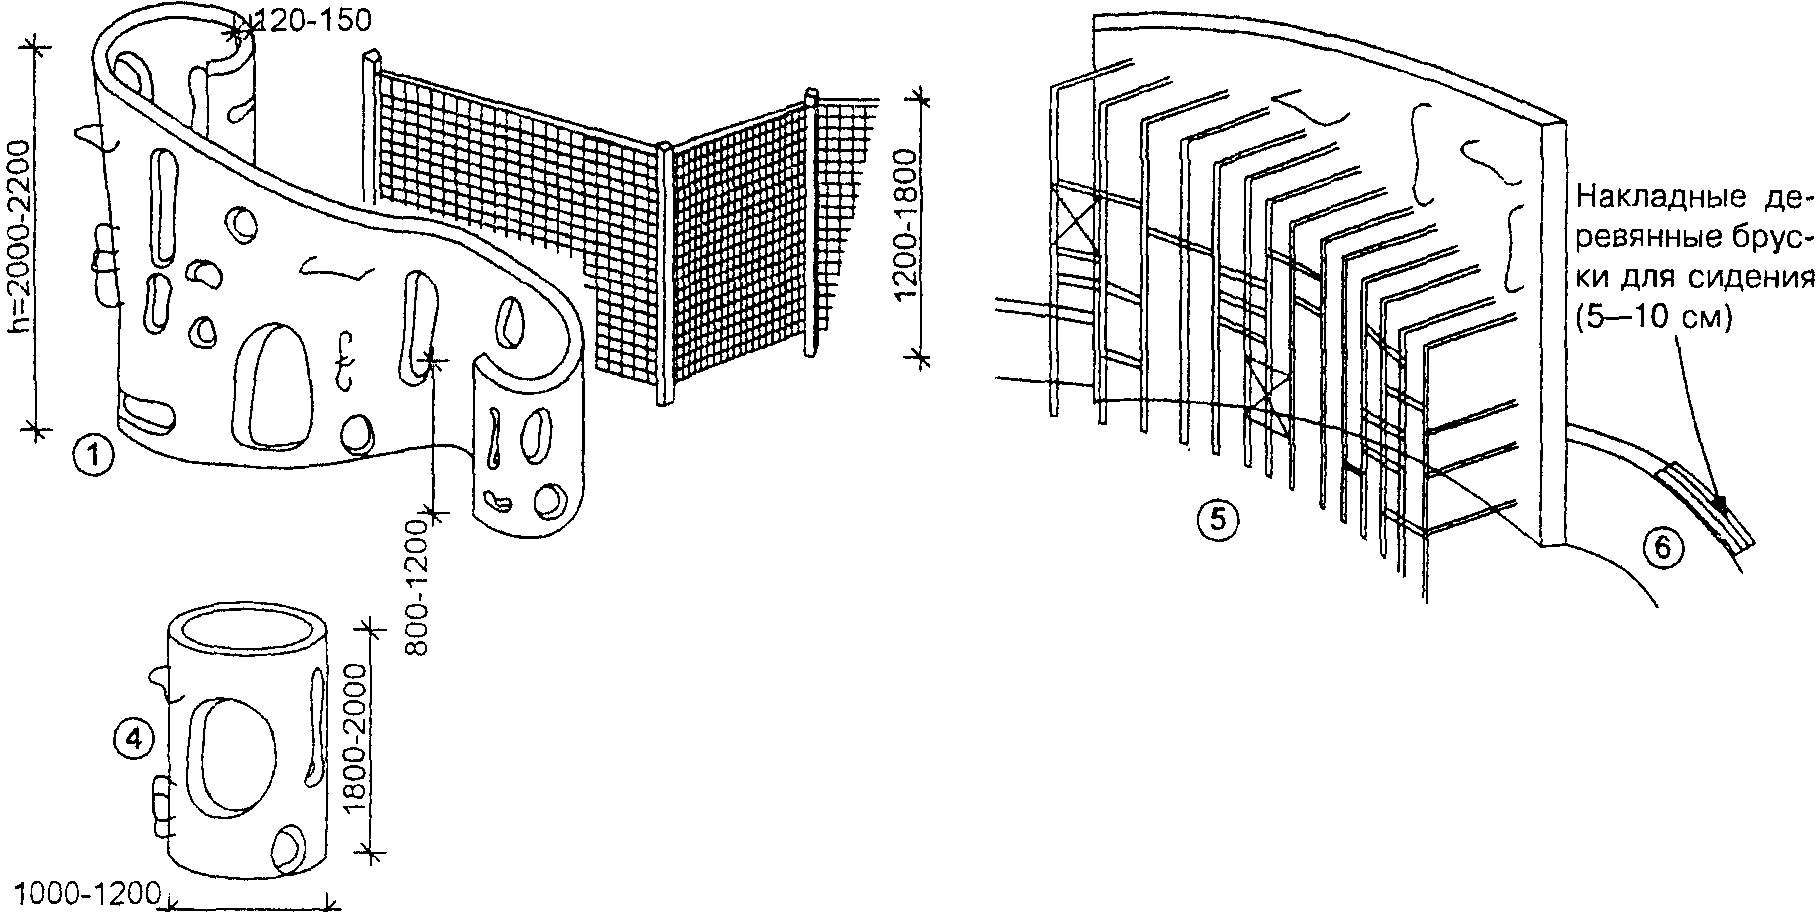 120-150
h=2000-2200
1200-1800
Накладные де-
ревянные брус-
ки для сидения
(5—10 см)
1
800-1200
5
6
4
1800-2000
1000-1200